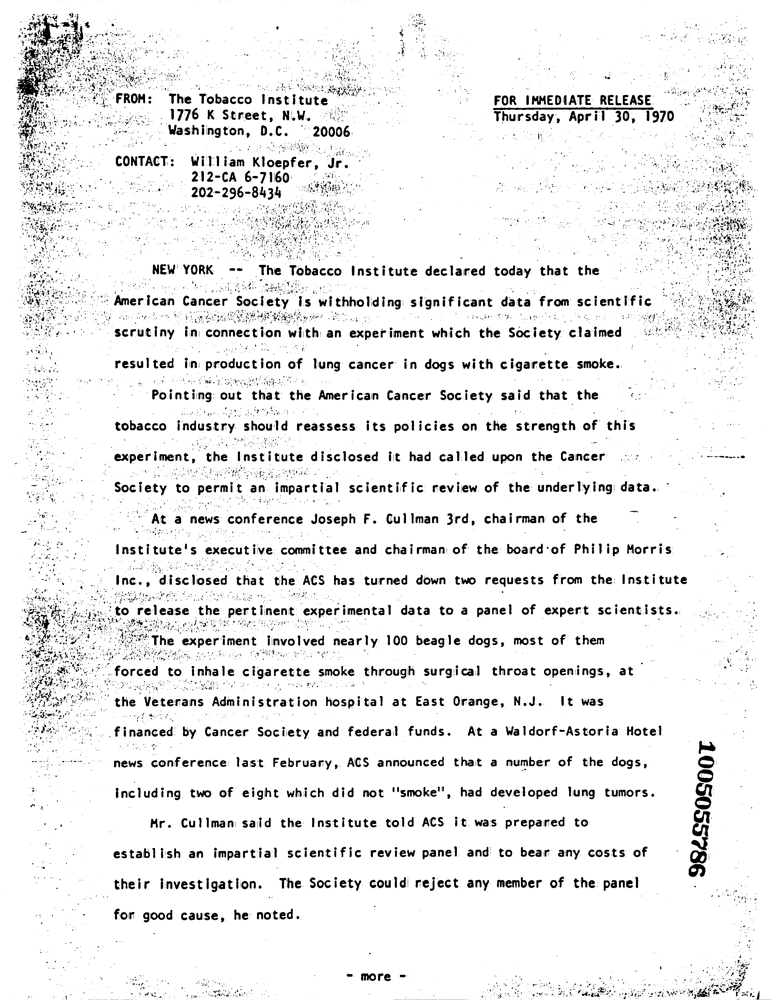 FROM: The Tobacco Institute
1776 K Street, N.W.
Washington, D.C. 20006
FOR IMMEDIATE RELEASE
Thursday, April 30, 1970
CONTACT: William Kloepfer, Jr.
212-CA 6-7160
202-296-8434
NEW YORK -- The Tobacco Institute declared today that the
American Cancer Society is withholding significant data from scientific
scrutiny in connection with an experiment which the Society claimed
resulted in production of lung cancer in dogs with cigarette smoke.
Pointing out that the American Cancer Society said that the
tobacco industry should reassess its policies on the strength of this
experiment, the Institute disclosed it had called upon the Cancer
Society to permit an impartial scientific review of the underlying data.
At a news conference Joseph F. Cullman 3rd, chairman of the
Institute's executive committee and chairman of the board of Philip Morris
Inc., disclosed that the ACS has turned down two requests from the Institute
to release the pertinent experimental data to a panel of expert scientists.
The experiment involved nearly 100 beagle dogs, most of them
forced to inhale cigarette smoke through surgical throat openings, at
the Veterans Administration hospital at East Orange, N.J. It was
financed by Cancer Society and federal funds. At a Waldorf-Astoria Hotel
news conference last February, ACS announced that a number of the dogs,
including two of eight which did not "smoke", had developed lung tumors.
Mr. Cullman said the Institute told ACS it was prepared to
establish an impartial scientific review panel and to bear any costs of
their investigation. The Society could reject any member of the panel
for good cause, he noted.
- more -
1005055786